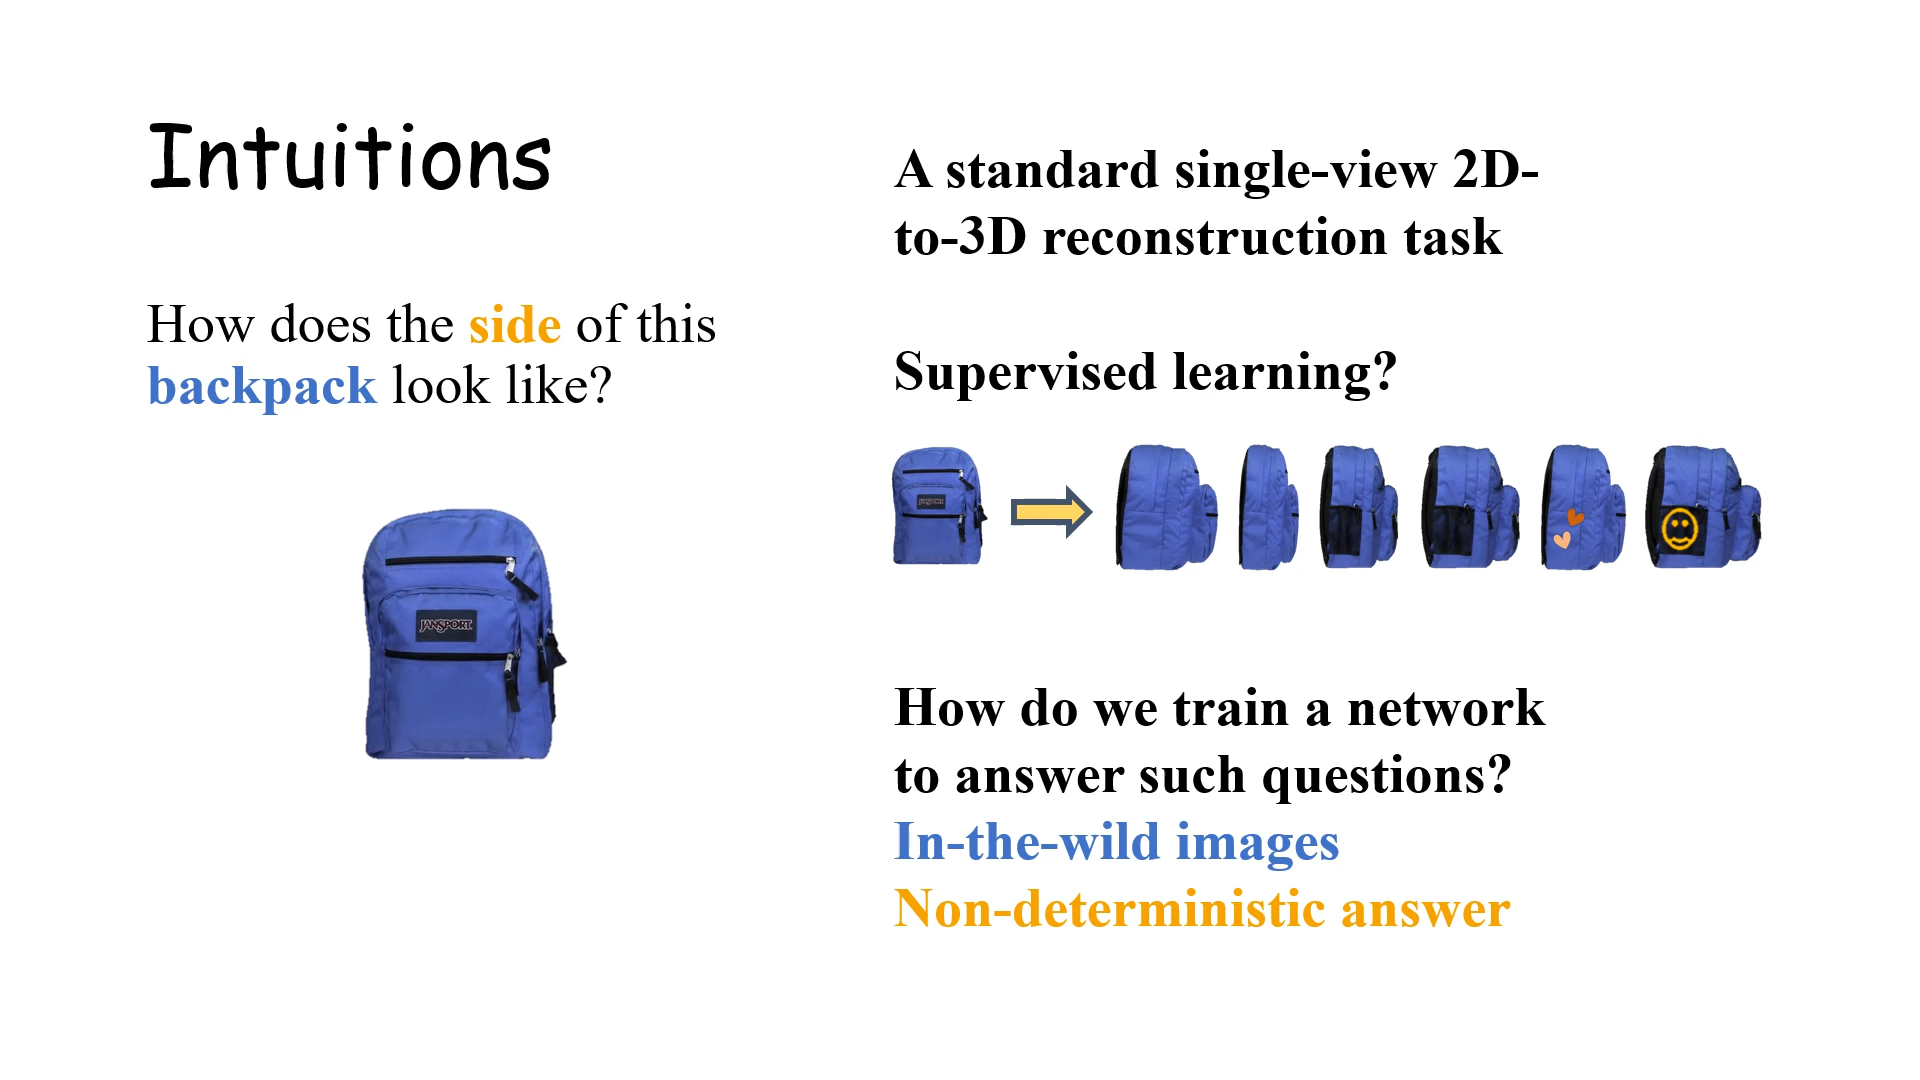 Intuitions
How does the side of this
backpack look like?
JANSPORT
A standard single-view 2D-
to-3D reconstruction task
Supervised learning?
JANSPORT
How do we train a network
to answer such questions?
In-the-wild images
Non-deterministic answer